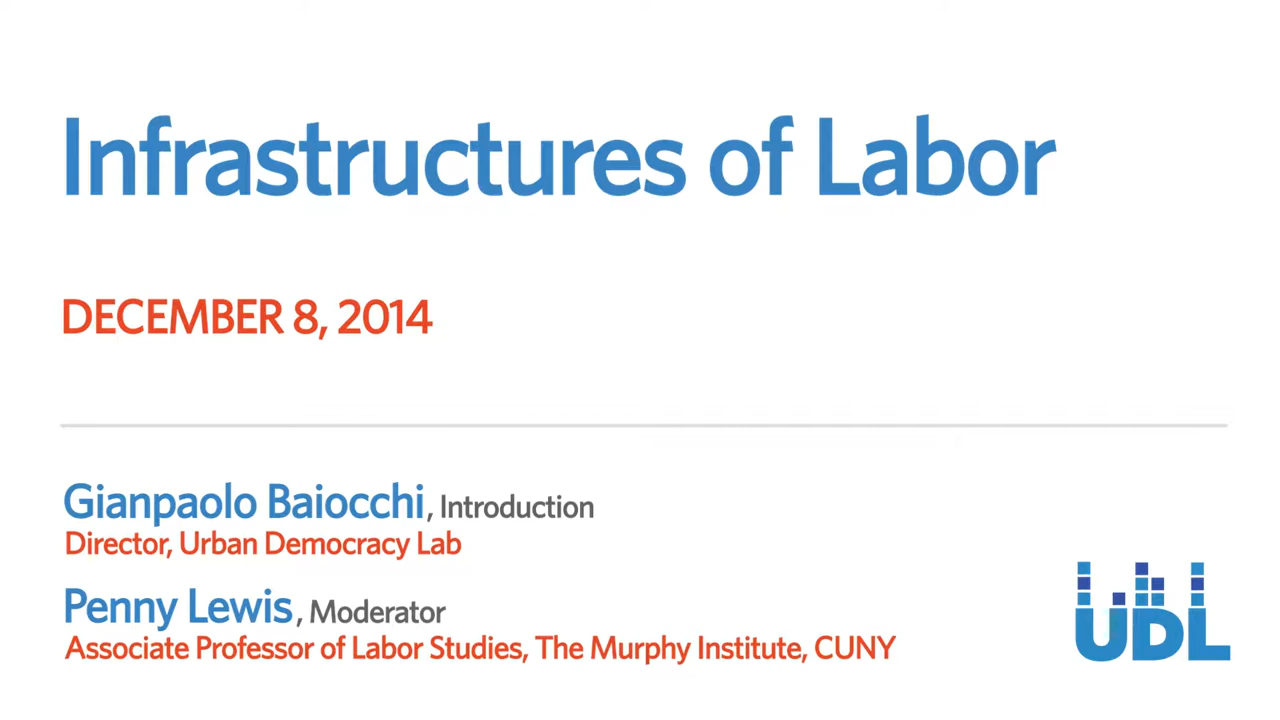 Infrastructures of Labor
DECEMBER 8, 2014
Gianpaolo Baiocchi, Introduction
Director, Urban Democracy Lab
Penny Lewis, Moderator
Associate Professor of Labor Studies, The Murphy Institute, CUNY
UDL